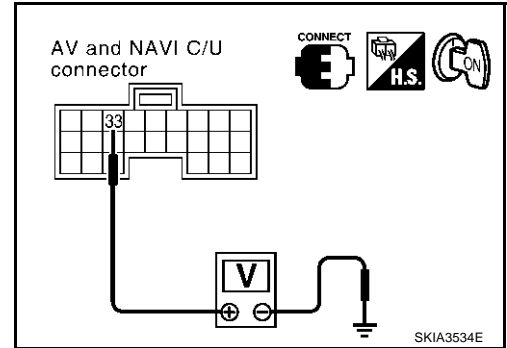 AV and NAVI C/U
connector
CONNECT
H.S.
ON
33
V
SKIA3534E